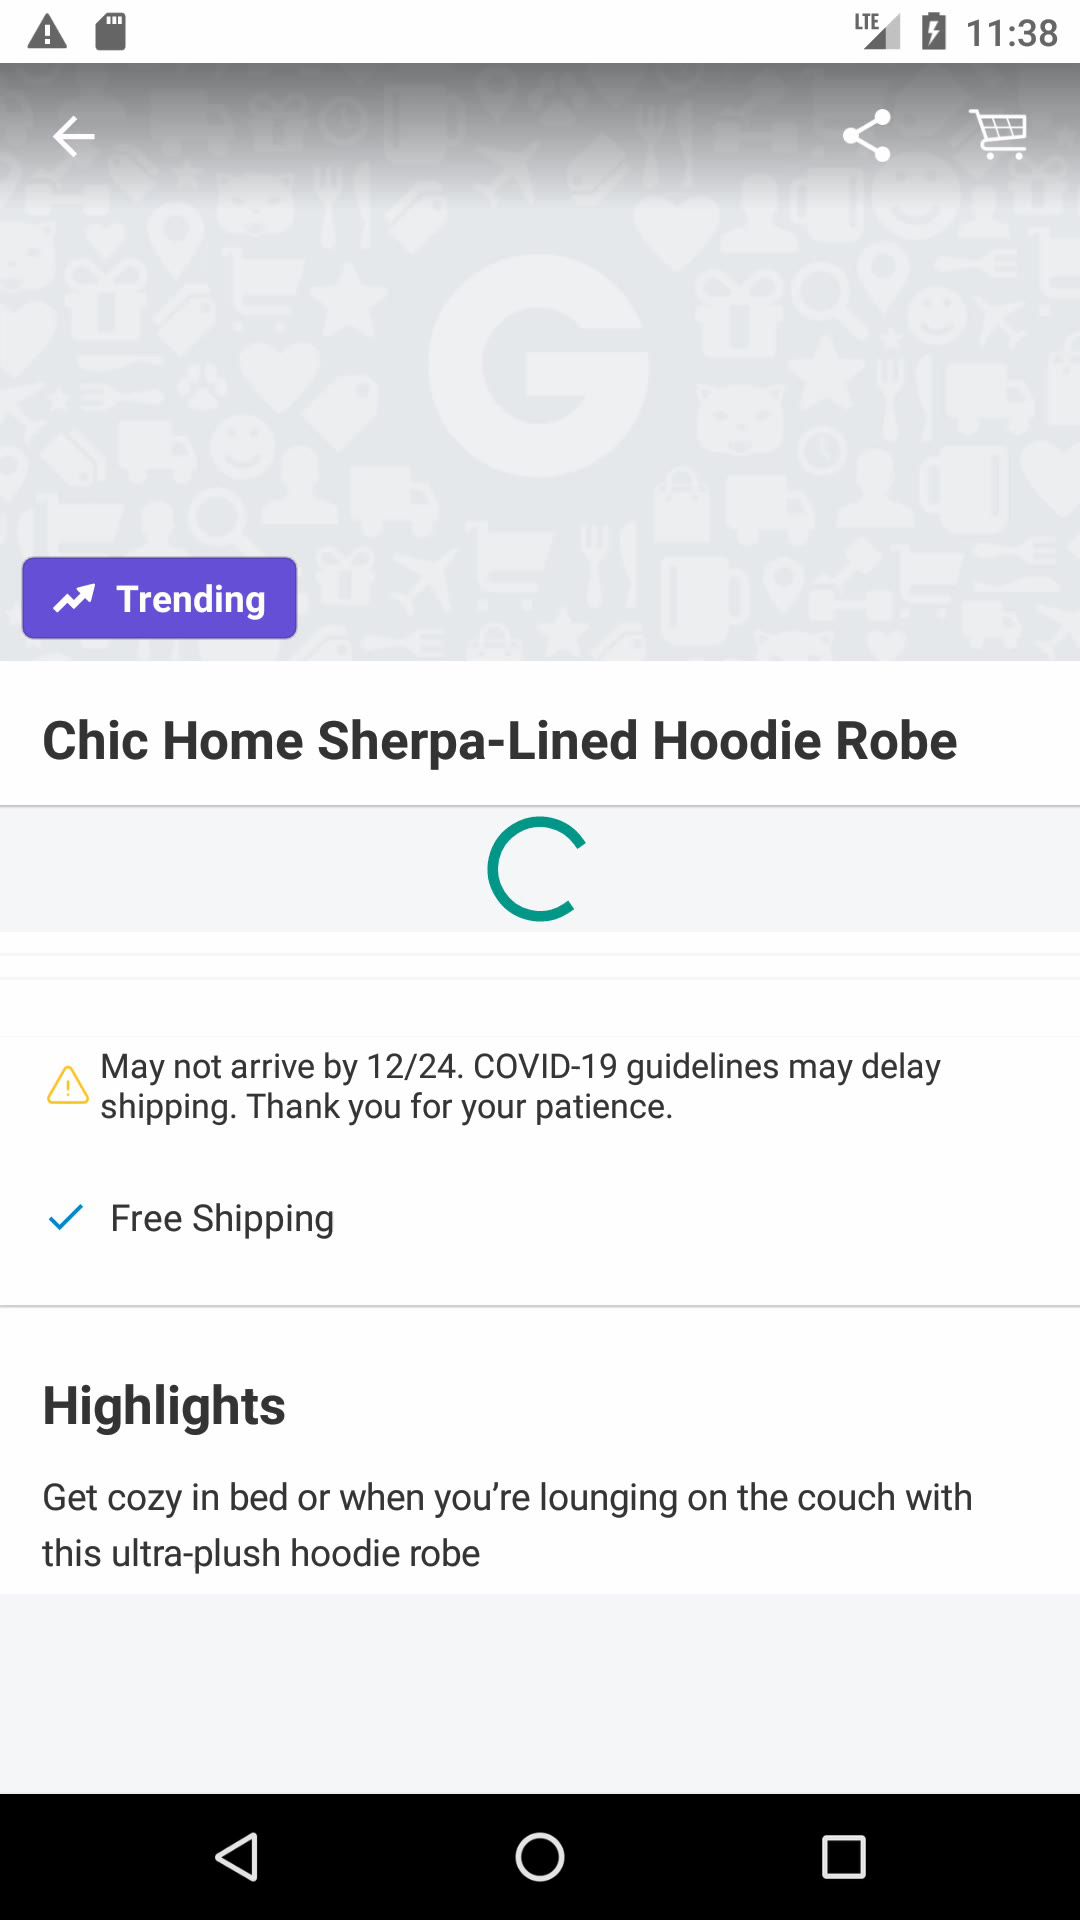 LTE 11:38
G
Trending
Chic Home Sherpa-Lined Hoodie Robe
May not arrive by 12/24. COVID-19 guidelines may delay
shipping. Thank you for your patience.
Free Shipping
Highlights
Get cozy in bed or when you’re lounging on the couch with
this ultra-plush hoodie robe